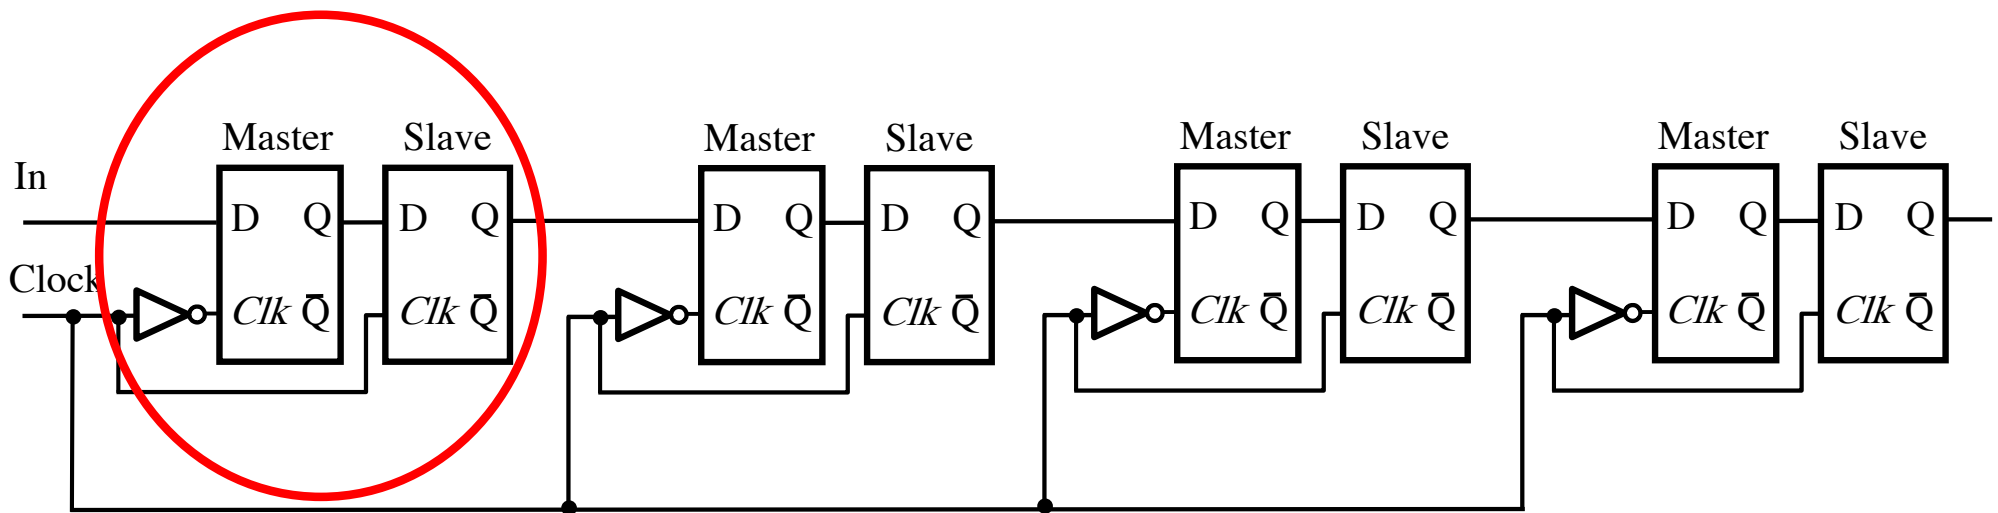 Master Slave Master Slave Master Slave Master Slave
In
D Q D Q D Q D Q D Q D Q D Q D Q
Clock
Clk Q̄ Clk Q̄ Clk Q̄ Clk Q̄ Clk Q̄ Clk Q̄ Clk Q̄ Clk Q̄